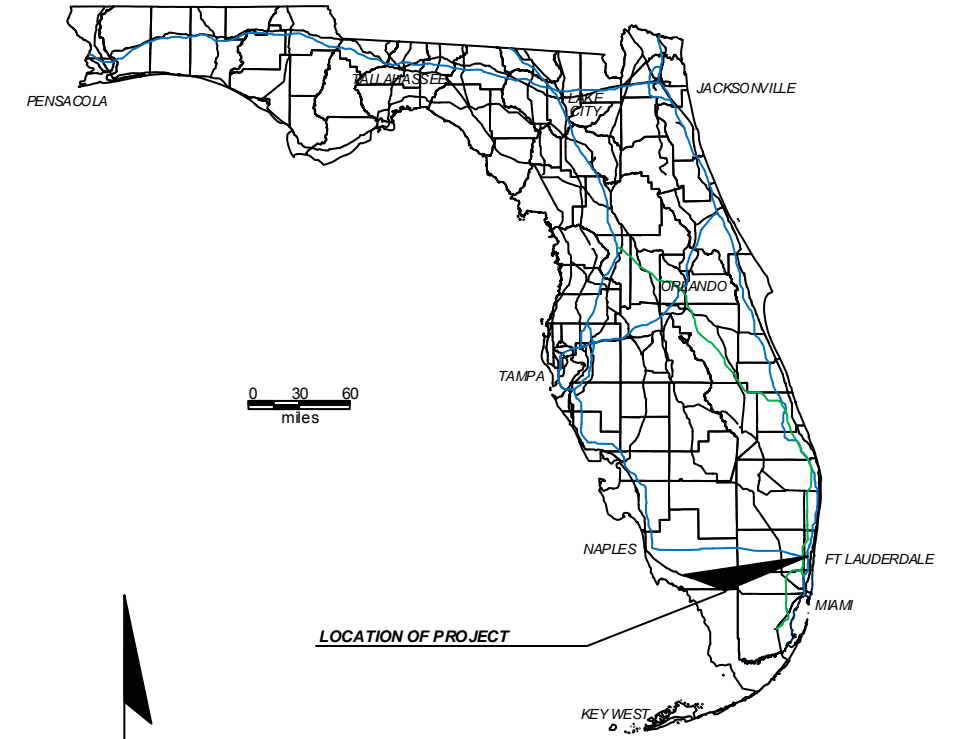 TALLAHASSEE
JACKSONVILLE
PENSACOLA
LAKE
CITY
ORLANDO
TAMPA
0 30 60
miles
NAPLES
FT LAUDERDALE
MIAMI
LOCATION OF PROJECT
KEY WEST